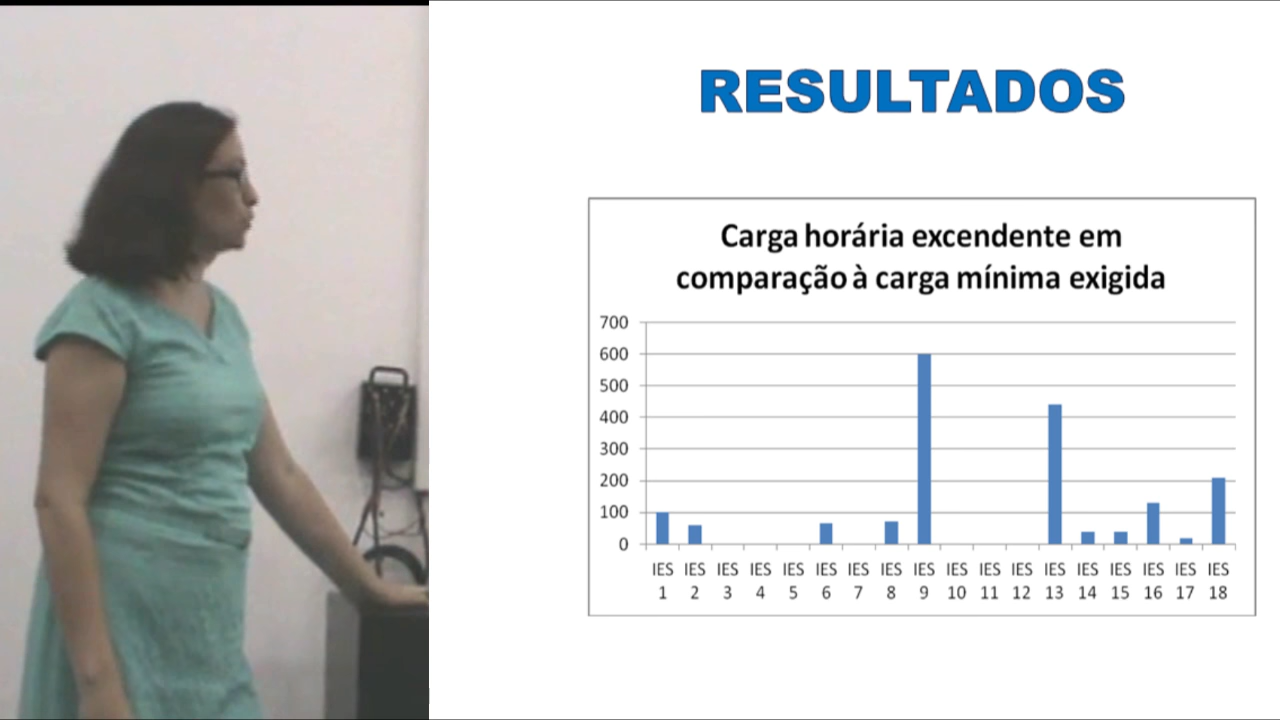 RESULTADOS
Carga horária excendente em
comparação à carga mínima exigida
700
600
500
400
300
200
100
0
IES IES IES IES IES IES IES IES IES IES IES IES IES IES IES IES IES IES
1 2 3 4 5 6 7 8 9 10 11 12 13 14 15 16 17 18